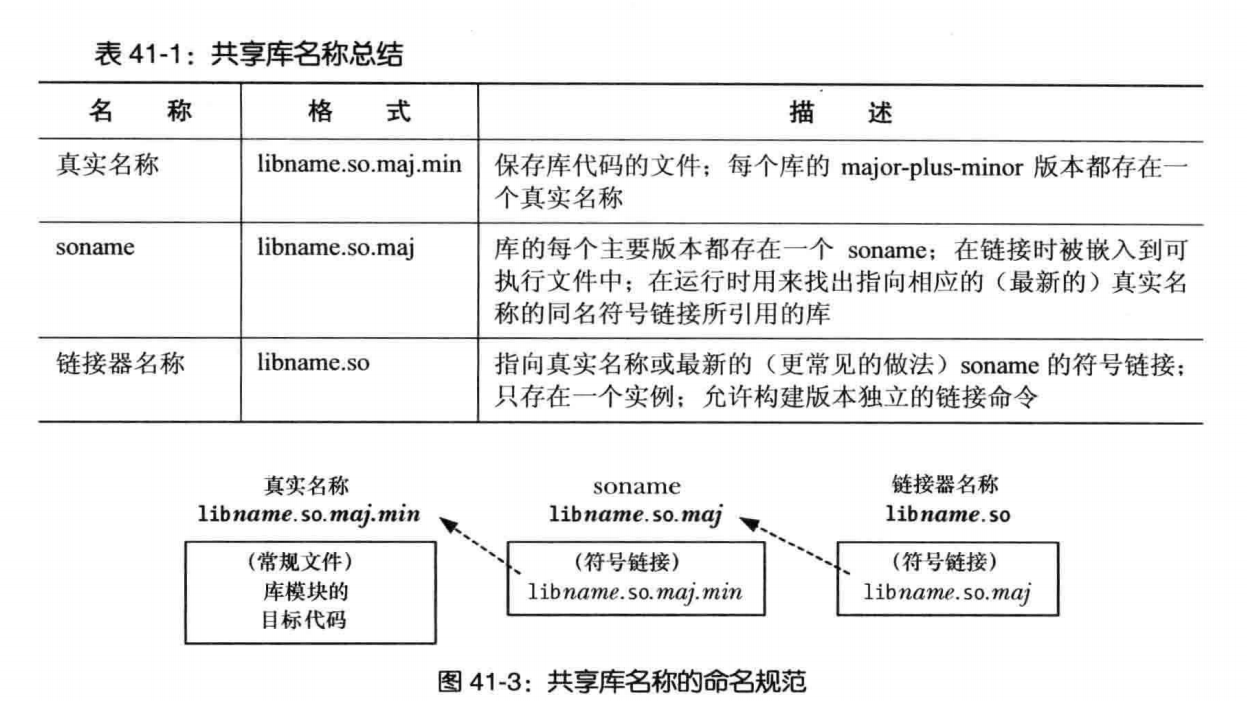 表 41-1：共享库名称总结
名 称 格 式 描 述
真实名称 libname.so.maj.min 保存库代码的文件；每个库的 major-plus-minor 版本都存在一
个真实名称
soname libname.so.maj 库的每个主要版本都存在一个 soname；在链接时被嵌入到可
执行文件中；在运行时用来找出指向相应的（最新的）真实名
称的同名符号链接所引用的库
链接器名称 libname.so 指向真实名称或最新的（更常见的做法）soname 的符号链接；
只存在一个实例；允许构建版本独立的链接命令
真实名称 soname 链接器名称
libname.so.maj.min libname.so.maj libname.so
（常规文件） （符号链接） （符号链接）
库模块的 libname.so.maj.min libname.so.maj
目标代码
图 41-3：共享库名称的命名规范